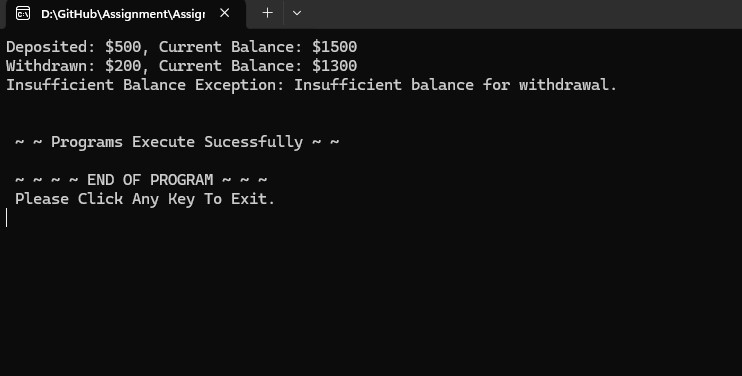 D:\GitHub\Assignment\Assig
Deposited: $500, Current Balance: $1500
Withdrawn: $200, Current Balance: $1300
Insufficient Balance Exception: Insufficient balance for withdrawal.
~ ~ Programs Execute Sucessfully ~ ~
~ ~ ~ ~ END OF PROGRAM ~ ~ ~
Please Click Any Key To Exit.